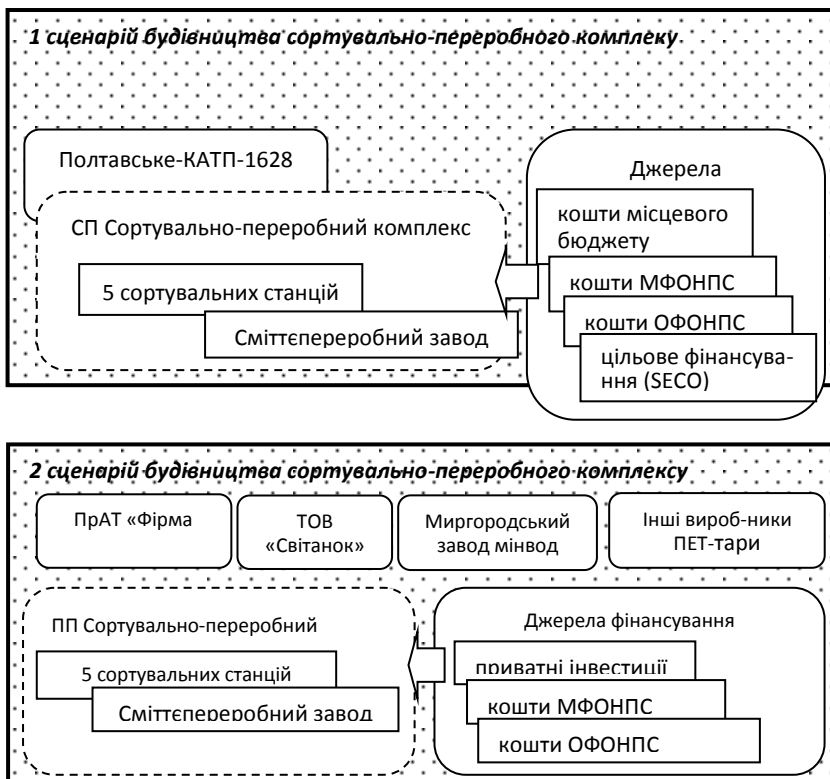 1 сценарій будівництва сортувально-переробного комплеку
Полтавське-КАТП-1628
СП Сортувально-переробний комплекс
5 сортувальних станцій
Сміттєпереробний завод
Джерела
кошти місцевого
бюджету
кошти МФОНПС
кошти ОФОНПС
цільове фінансува-
ння (SECO)
2 сценарій будівництва сортувально-переробного комплексу
ПрАТ «Фірма
ТОВ
«Світанок»
Миргородський
завод мінвод
Інші вироб-ники
ПЕТ-тари
ПП Сортувально-переробний
5 сортувальних станцій
Сміттєпереробний завод
Джерела фінансування
приватні інвестиції
кошти МФОНПС
кошти ОФОНПС